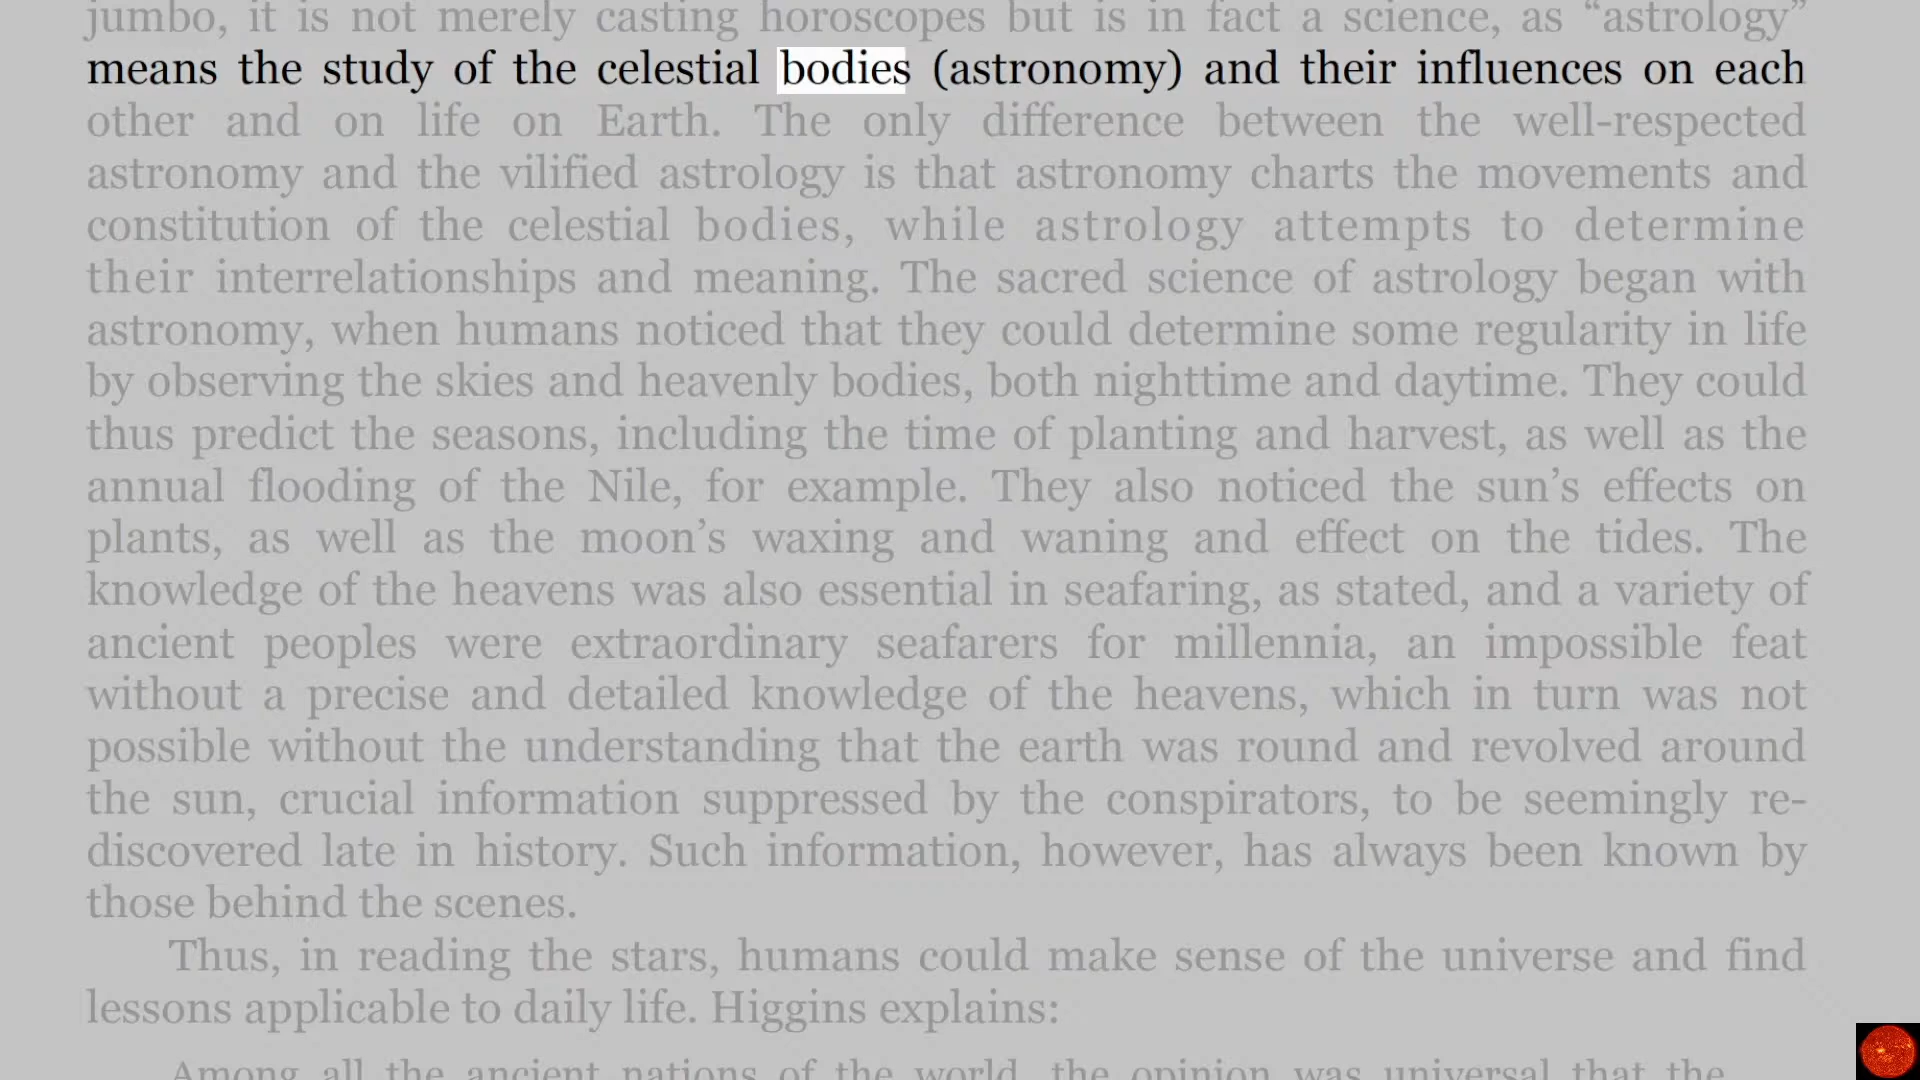 jumbo, it is not merely casting horoscopes but is in fact a science, as “astrology”
means the study of the celestial bodies (astronomy) and their influences on each
other and on life on Earth. The only difference between the well-respected
astronomy and the vilified astrology is that astronomy charts the movements and
constitution of the celestial bodies, while astrology attempts to determine
their interrelationships and meaning. The sacred science of astrology began with
astronomy, when humans noticed that they could determine some regularity in life
by observing the skies and heavenly bodies, both nighttime and daytime. They could
thus predict the seasons, including the time of planting and harvest, as well as the
annual flooding of the Nile, for example. They also noticed the sun’s effects on
plants, as well as the moon’s waxing and waning and effect on the tides. The
knowledge of the heavens was also essential in seafaring, as stated, and a variety of
ancient peoples were extraordinary seafarers for millennia, an impossible feat
without a precise and detailed knowledge of the heavens, which in turn was not
possible without the understanding that the earth was round and revolved around
the sun, crucial information suppressed by the conspirators, to be seemingly re-
discovered late in history. Such information, however, has always been known by
those behind the scenes.
Thus, in reading the stars, humans could make sense of the universe and find
lessons applicable to daily life. Higgins explains:
Among all the ancient nations of the world, the opinion was universal that the